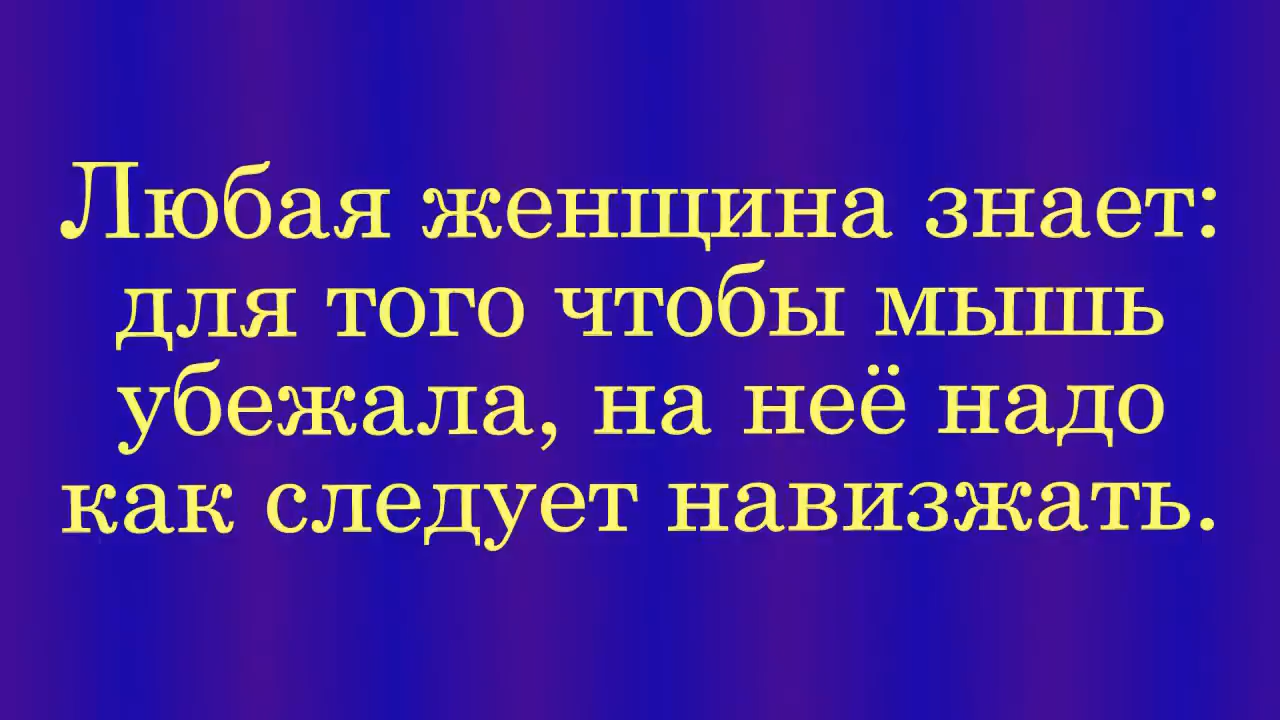 Любая женщина знает:
для того чтобы мышь
убежала, на неё надо
как следует навизжать.